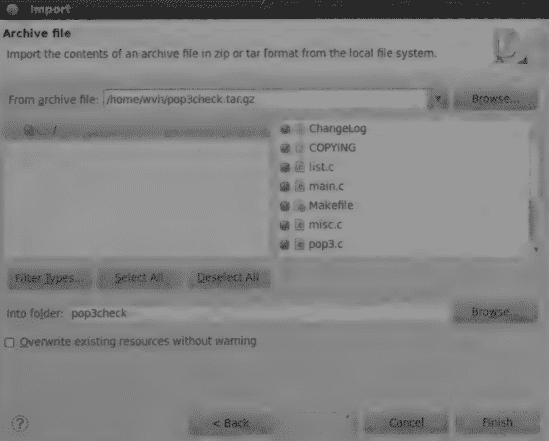 Import
Archive file
Import the contents of an archive file in zip or tar format from the local file system.
From archive file: /home/wvh/pop3check.tar.gz Browse...
/
ChangeLog
COPYING
list.c
main.c
Makefile
misc.c
pop3.c
Filter Types... Select All Deselect All
Into folder: pop3check Browse...
Overwrite existing resources without warning
? < Back Cancel Finish